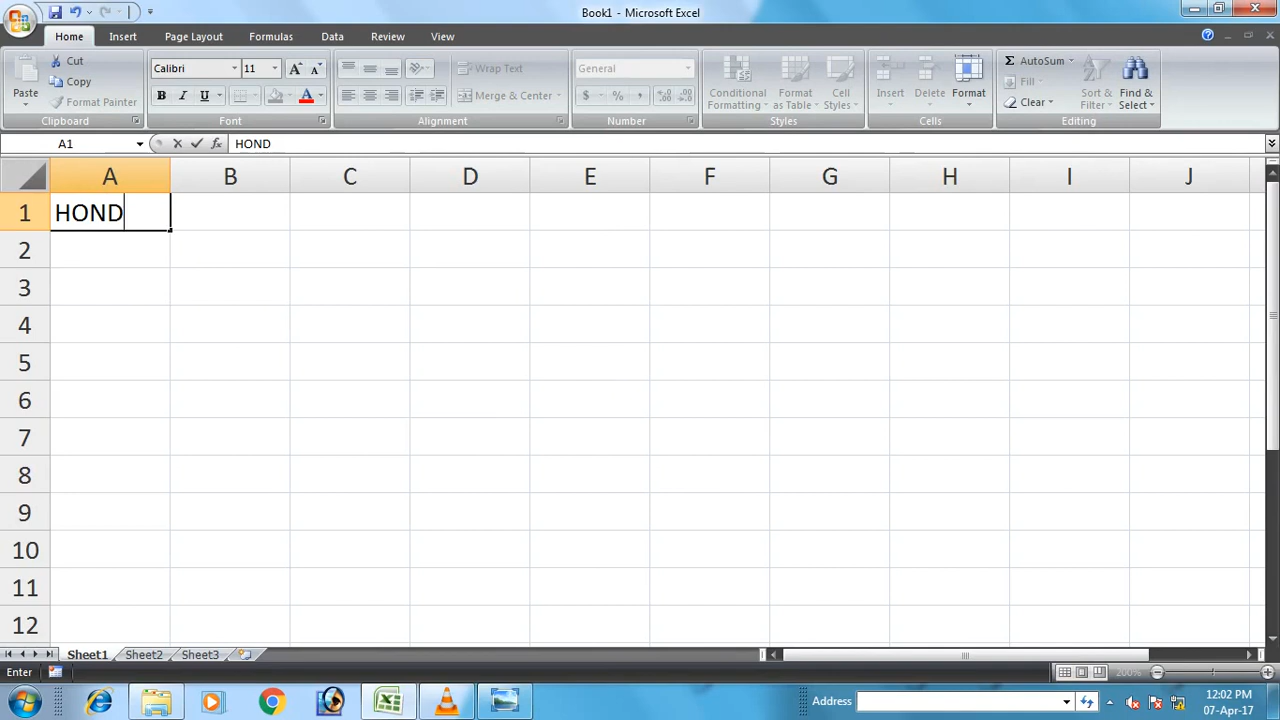 Book1 - Microsoft Excel
Home Insert Page Layout Formulas Data Review View
Paste
Cut
Copy
Format Painter
Clipboard
Calibri 11
B I U
Font
Wrap Text
Merge & Center
Alignment
General
$ % ,
Number
Conditional Formatting
Format as Table
Cell Styles
Styles
Insert Delete Format
Cells
Σ AutoSum
Fill
Clear
Sort & Filter
Find & Select
Editing
A1 fx HOND
A B C D E F G H I J
1 HOND
2
3
4
5
6
7
8
9
10
11
12
Sheet1 Sheet2 Sheet3
Enter 200%
Address
12:02 PM
07-Apr-17